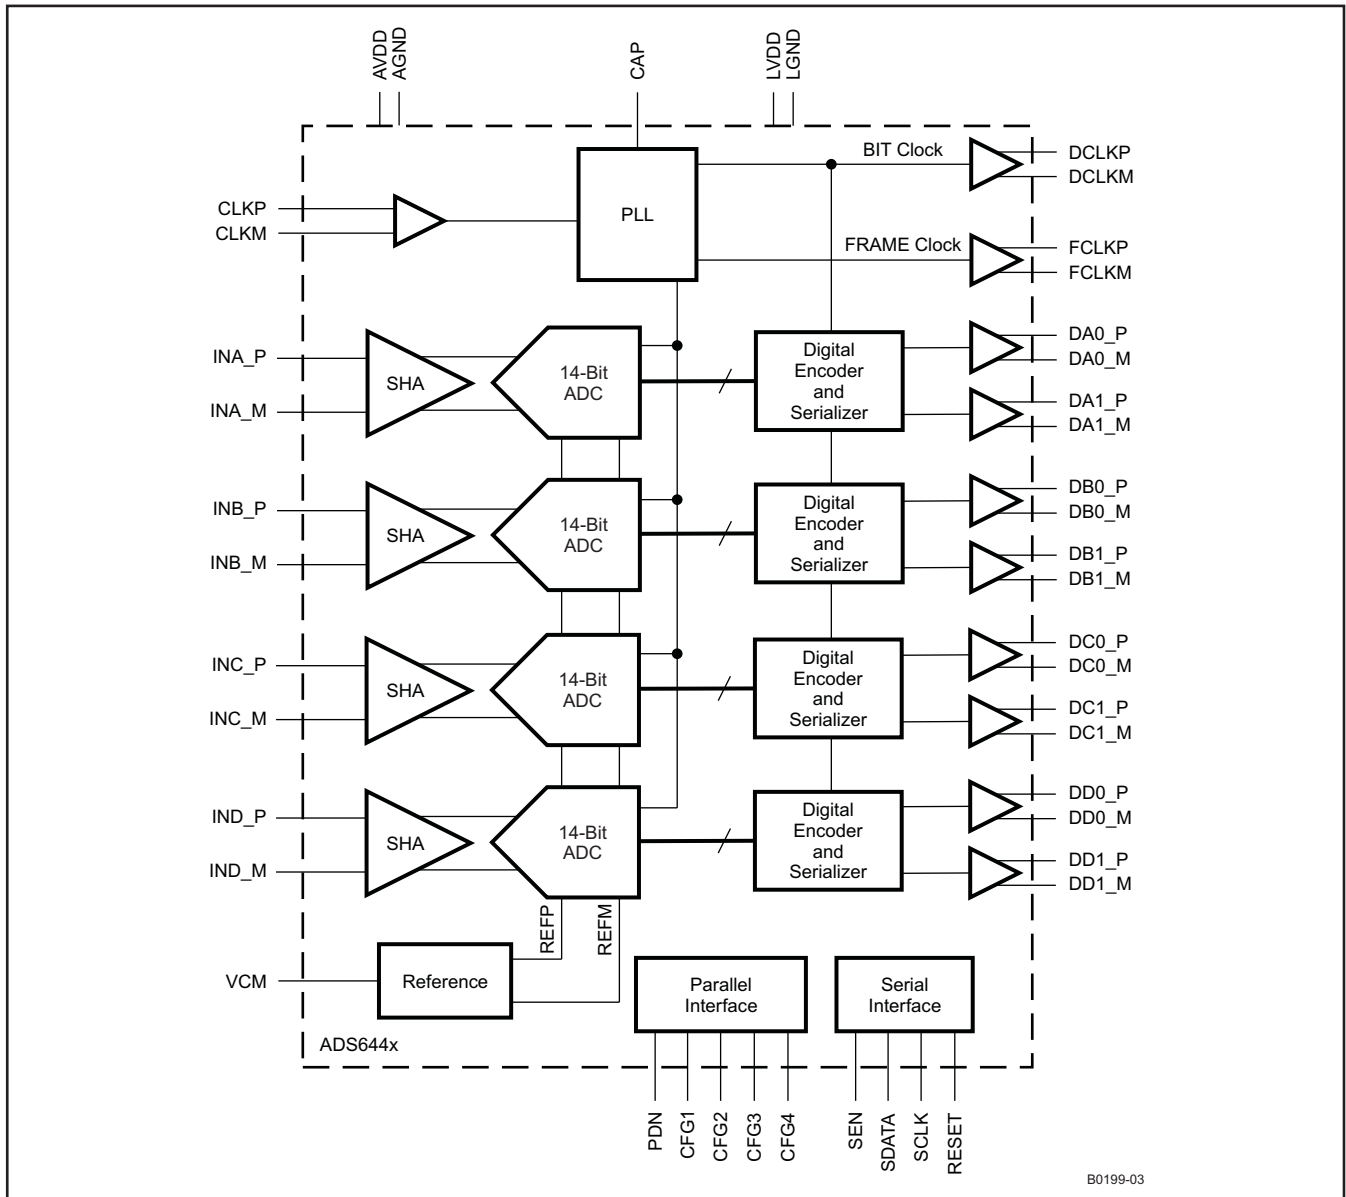 AVDD
AGND
CAP
LVDD
LGND
BIT Clock
DCLKP
DCLKM
CLKP
CLKM
PLL
FRAME Clock
FCLKP
FCLKM
INA_P
INA_M
SHA
14-Bit
ADC
Digital
Encoder
and
Serializer
DA0_P
DA0_M
DA1_P
DA1_M
INB_P
INB_M
SHA
14-Bit
ADC
Digital
Encoder
and
Serializer
DB0_P
DB0_M
DB1_P
DB1_M
INC_P
INC_M
SHA
14-Bit
ADC
Digital
Encoder
and
Serializer
DC0_P
DC0_M
DC1_P
DC1_M
IND_P
IND_M
SHA
14-Bit
ADC
Digital
Encoder
and
Serializer
DD0_P
DD0_M
DD1_P
DD1_M
REFP
REFM
VCM
Reference
Parallel
Interface
Serial
Interface
ADS644x
PDN
CFG1
CFG2
CFG3
CFG4
SEN
SDATA
SCLK
RESET
B0199-03